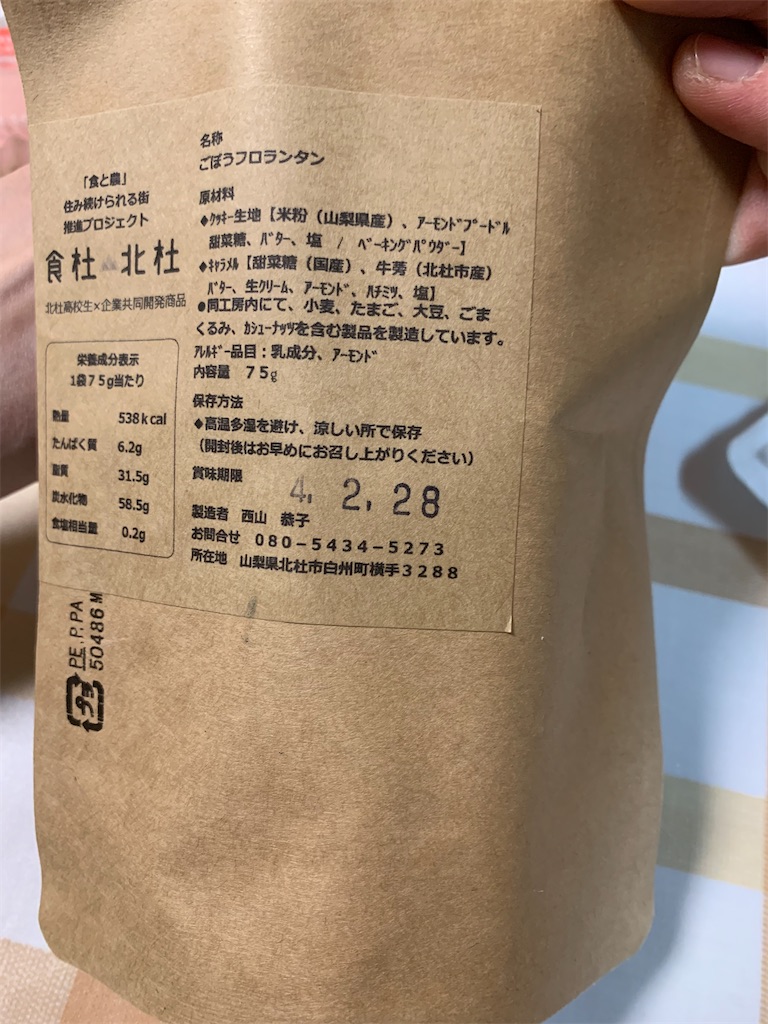 「食と農」
住み続けられる街
推進プロジェクト
食杜 北杜
北杜高校生×企業共同開発商品
栄養成分表示
1袋75g当たり
熱量 538kcal
たんぱく質 6.2g
脂質 31.5g
炭水化物 58.5g
食塩相当量 0.2g
名称
ごぼうフロランタン
原材料
◆クッキー生地【米粉（山梨県産）、アーモンドプードル
甜菜糖、バター、塩 / ベーキングパウダー】
◆キャラメル【甜菜糖（国産）、牛蒡（北杜市産）
バター、生クリーム、アーモンド、ハチミツ、塩】
●同工房内にて、小麦、たまご、大豆、ごま
くるみ、カシューナッツを含む製品を製造しています。
アレルギー品目：乳成分、アーモンド
内容量 75g
保存方法
◆高温多湿を避け、涼しい所で保存
（開封後はお早めにお召し上がりください）
賞味期限
4, 2, 28
製造者 西山 恭子
お問合せ 080－5434－5273
所在地 山梨県北杜市白州町横手3288
プラ
PE,P,PA
50486M